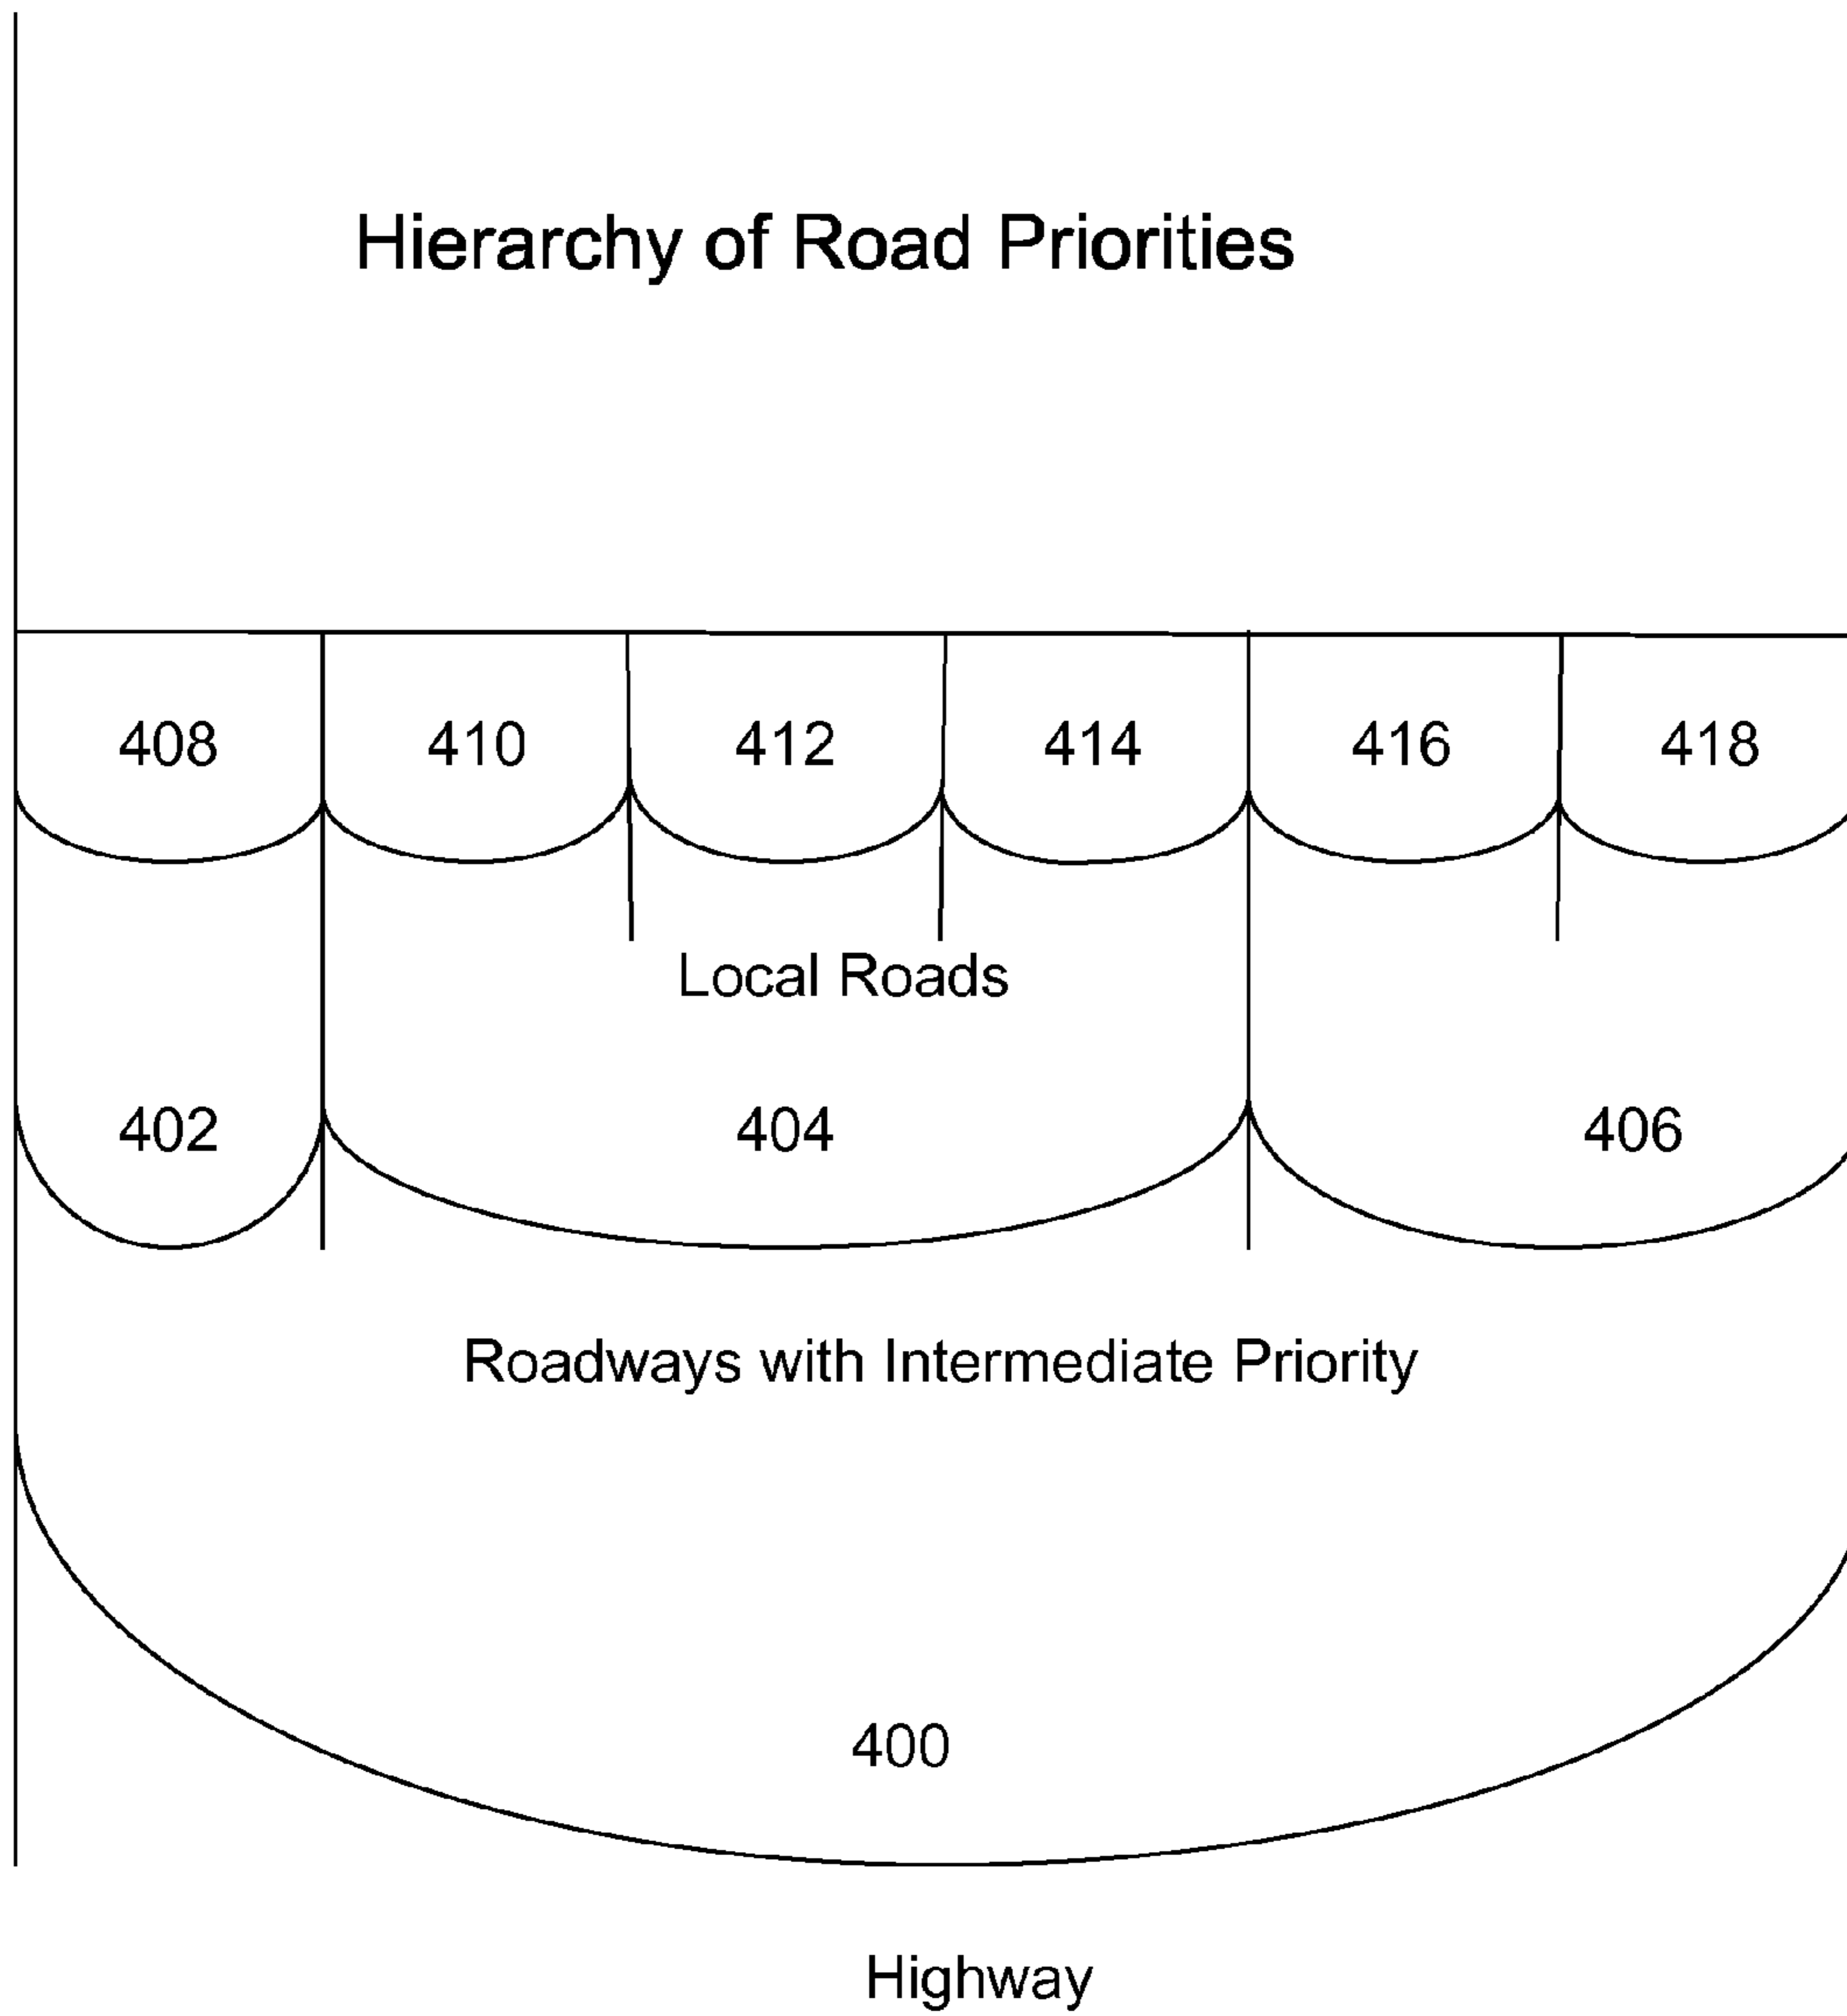 Hierarchy of Road Priorities
408 410 412 414 416 418
Local Roads
402 404 406
Roadways with Intermediate Priority
400
Highway